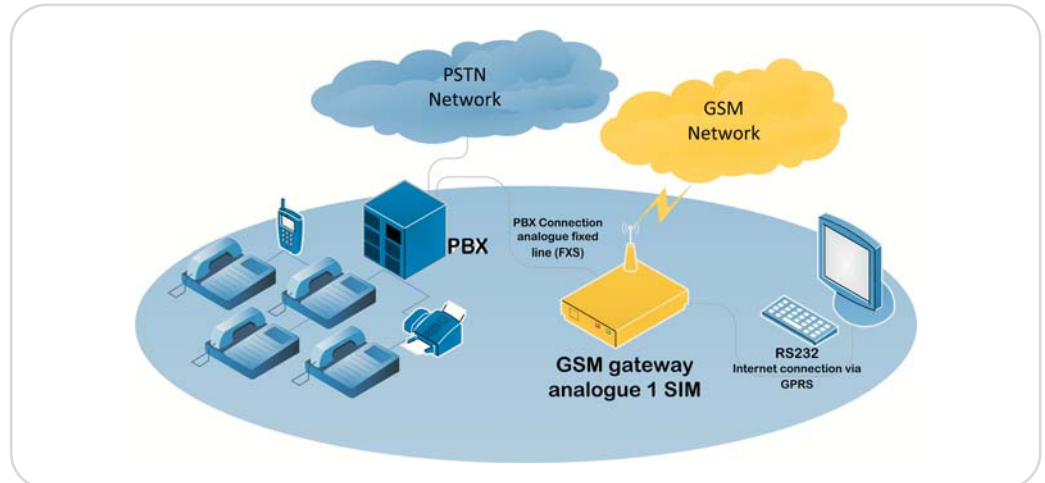 PSTN
Network
GSM
Network
PBX Connection
analogue fixed
line (FXS)
PBX
GSM gateway
analogue 1 SIM
RS232
Internet connection via
GPRS